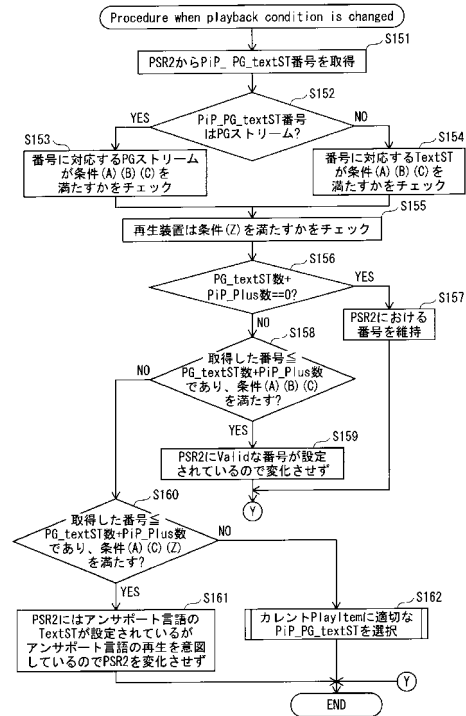 Procedure when playback condition is changed
S151
PSR2からPiP_ PG_textST番号を取得
S152
PiP_PG_textST番号
はPGストリーム?
YES
NO
S153
番号に対応するPGストリーム
が条件(A)(B)(C)を
満たすかをチェック
S154
番号に対応するTextST
が条件(A)(B)(C)を
満たすかをチェック
S155
再生装置は条件(Z)を満たすかをチェック
S156
PG_textST数+
PiP_Plus数==0?
YES
NO
S157
PSR2における
番号を維持
S158
取得した番号≦
PG_textST数+PiP_Plus数
であり、条件(A)(B)(C)
を満たす?
NO
YES
S159
PSR2にValidな番号が設定
されているので変化させず
Y
S160
取得した番号≦
PG_textST数+PiP_Plus数
であり、条件(A)(C)(Z)
を満たす?
NO
YES
S161
PSR2にはアンサポート言語の
TextSTが設定されているが
アンサポート言語の再生を意図
しているのでPSR2を変化させず
S162
カレントPlayItemに適切な
PiP_PG_textSTを選択
Y
END